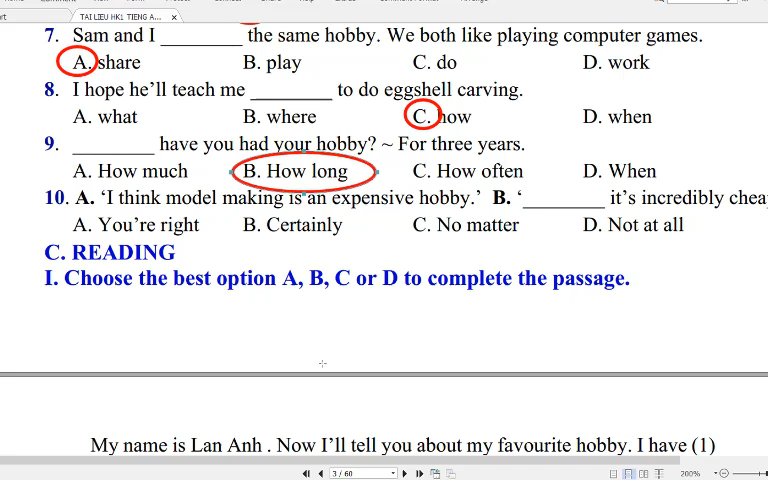 TAI LIEU HK1 TIENG A... ×
7. Sam and I ________ the same hobby. We both like playing computer games.
A. share B. play C. do D. work
8. I hope he’ll teach me ________ to do eggshell carving.
A. what B. where C. how D. when
9. ________ have you had your hobby? ~ For three years.
A. How much B. How long C. How often D. When
10. A. ‘I think model making is an expensive hobby.’ B. ‘________ it’s incredibly chea
A. You’re right B. Certainly C. No matter D. Not at all
C. READING
I. Choose the best option A, B, C or D to complete the passage.
My name is Lan Anh . Now I’ll tell you about my favourite hobby. I have (1)
3 / 60 200%